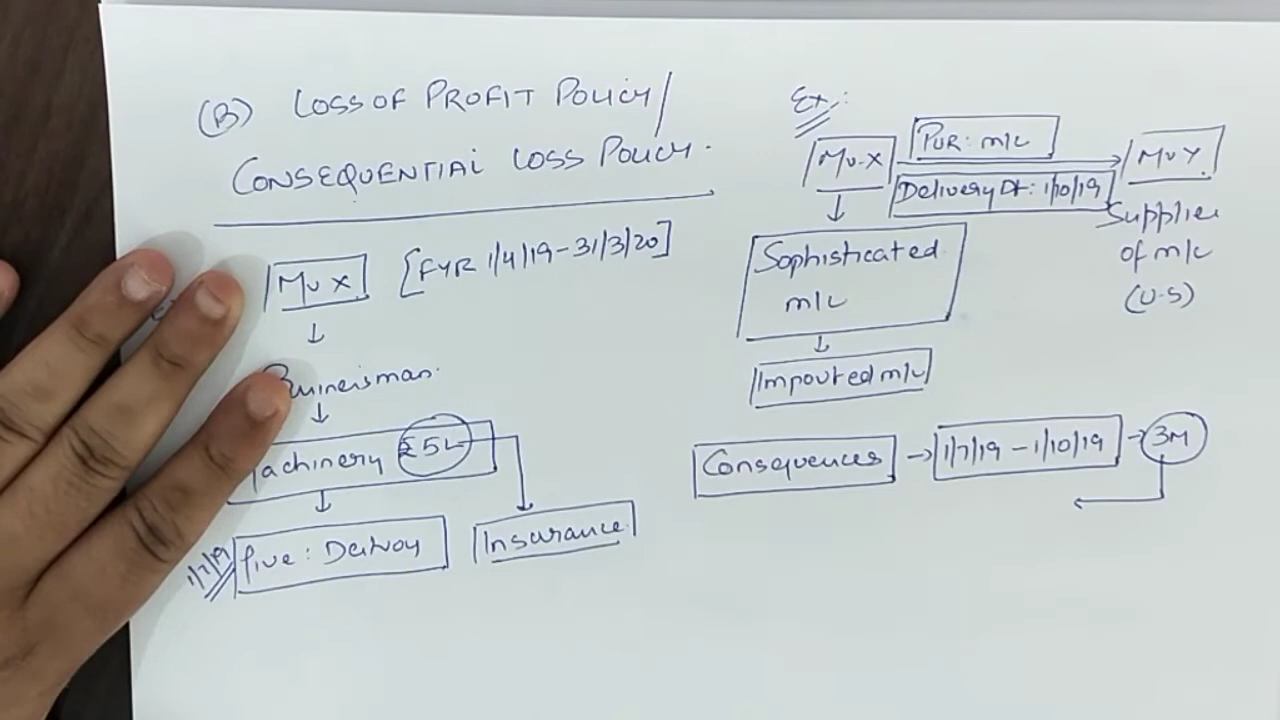 (B) LOSS OF PROFIT POLICY /
CONSEQUENTIAL LOSS POLICY.
Mr X [FYR 1/4/19-31/3/20]
Machinery ₹5L
Insurance
1/7/19 fire: Destroy
Ex:
Mr. X PUR: m/c Mr Y
Delivery Dt: 1/10/19
Supplier
of m/c
(U.S)
Sophisticated
m/c
Imported m/c
Consequences → 1/7/19 - 1/10/19 → 3M